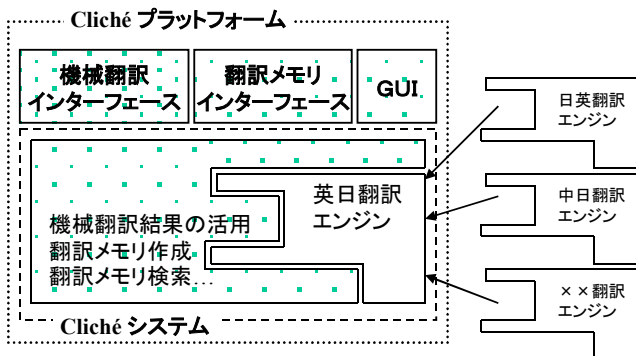 Cliché プラットフォーム
機械翻訳
インターフェース
翻訳メモリ
インターフェース
GUI
英日翻訳
エンジン
機械翻訳結果の活用
翻訳メモリ作成
翻訳メモリ検索…
Cliché システム
日英翻訳
エンジン
中日翻訳
エンジン
××翻訳
エンジン